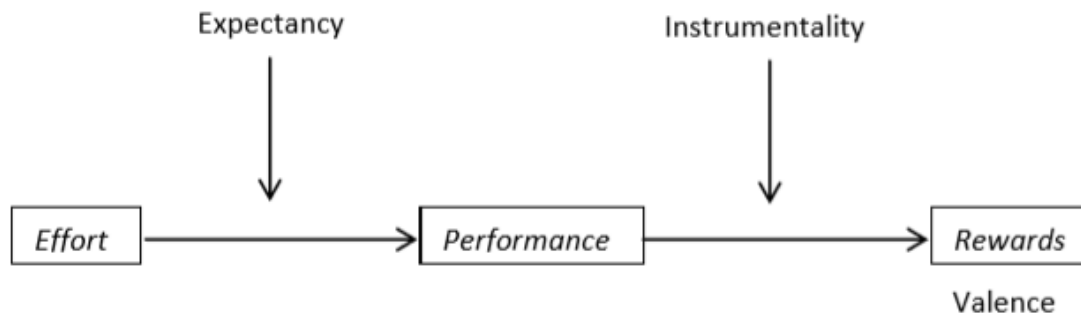 Expectancy
Instrumentality
Effort
Performance
Rewards
Valence